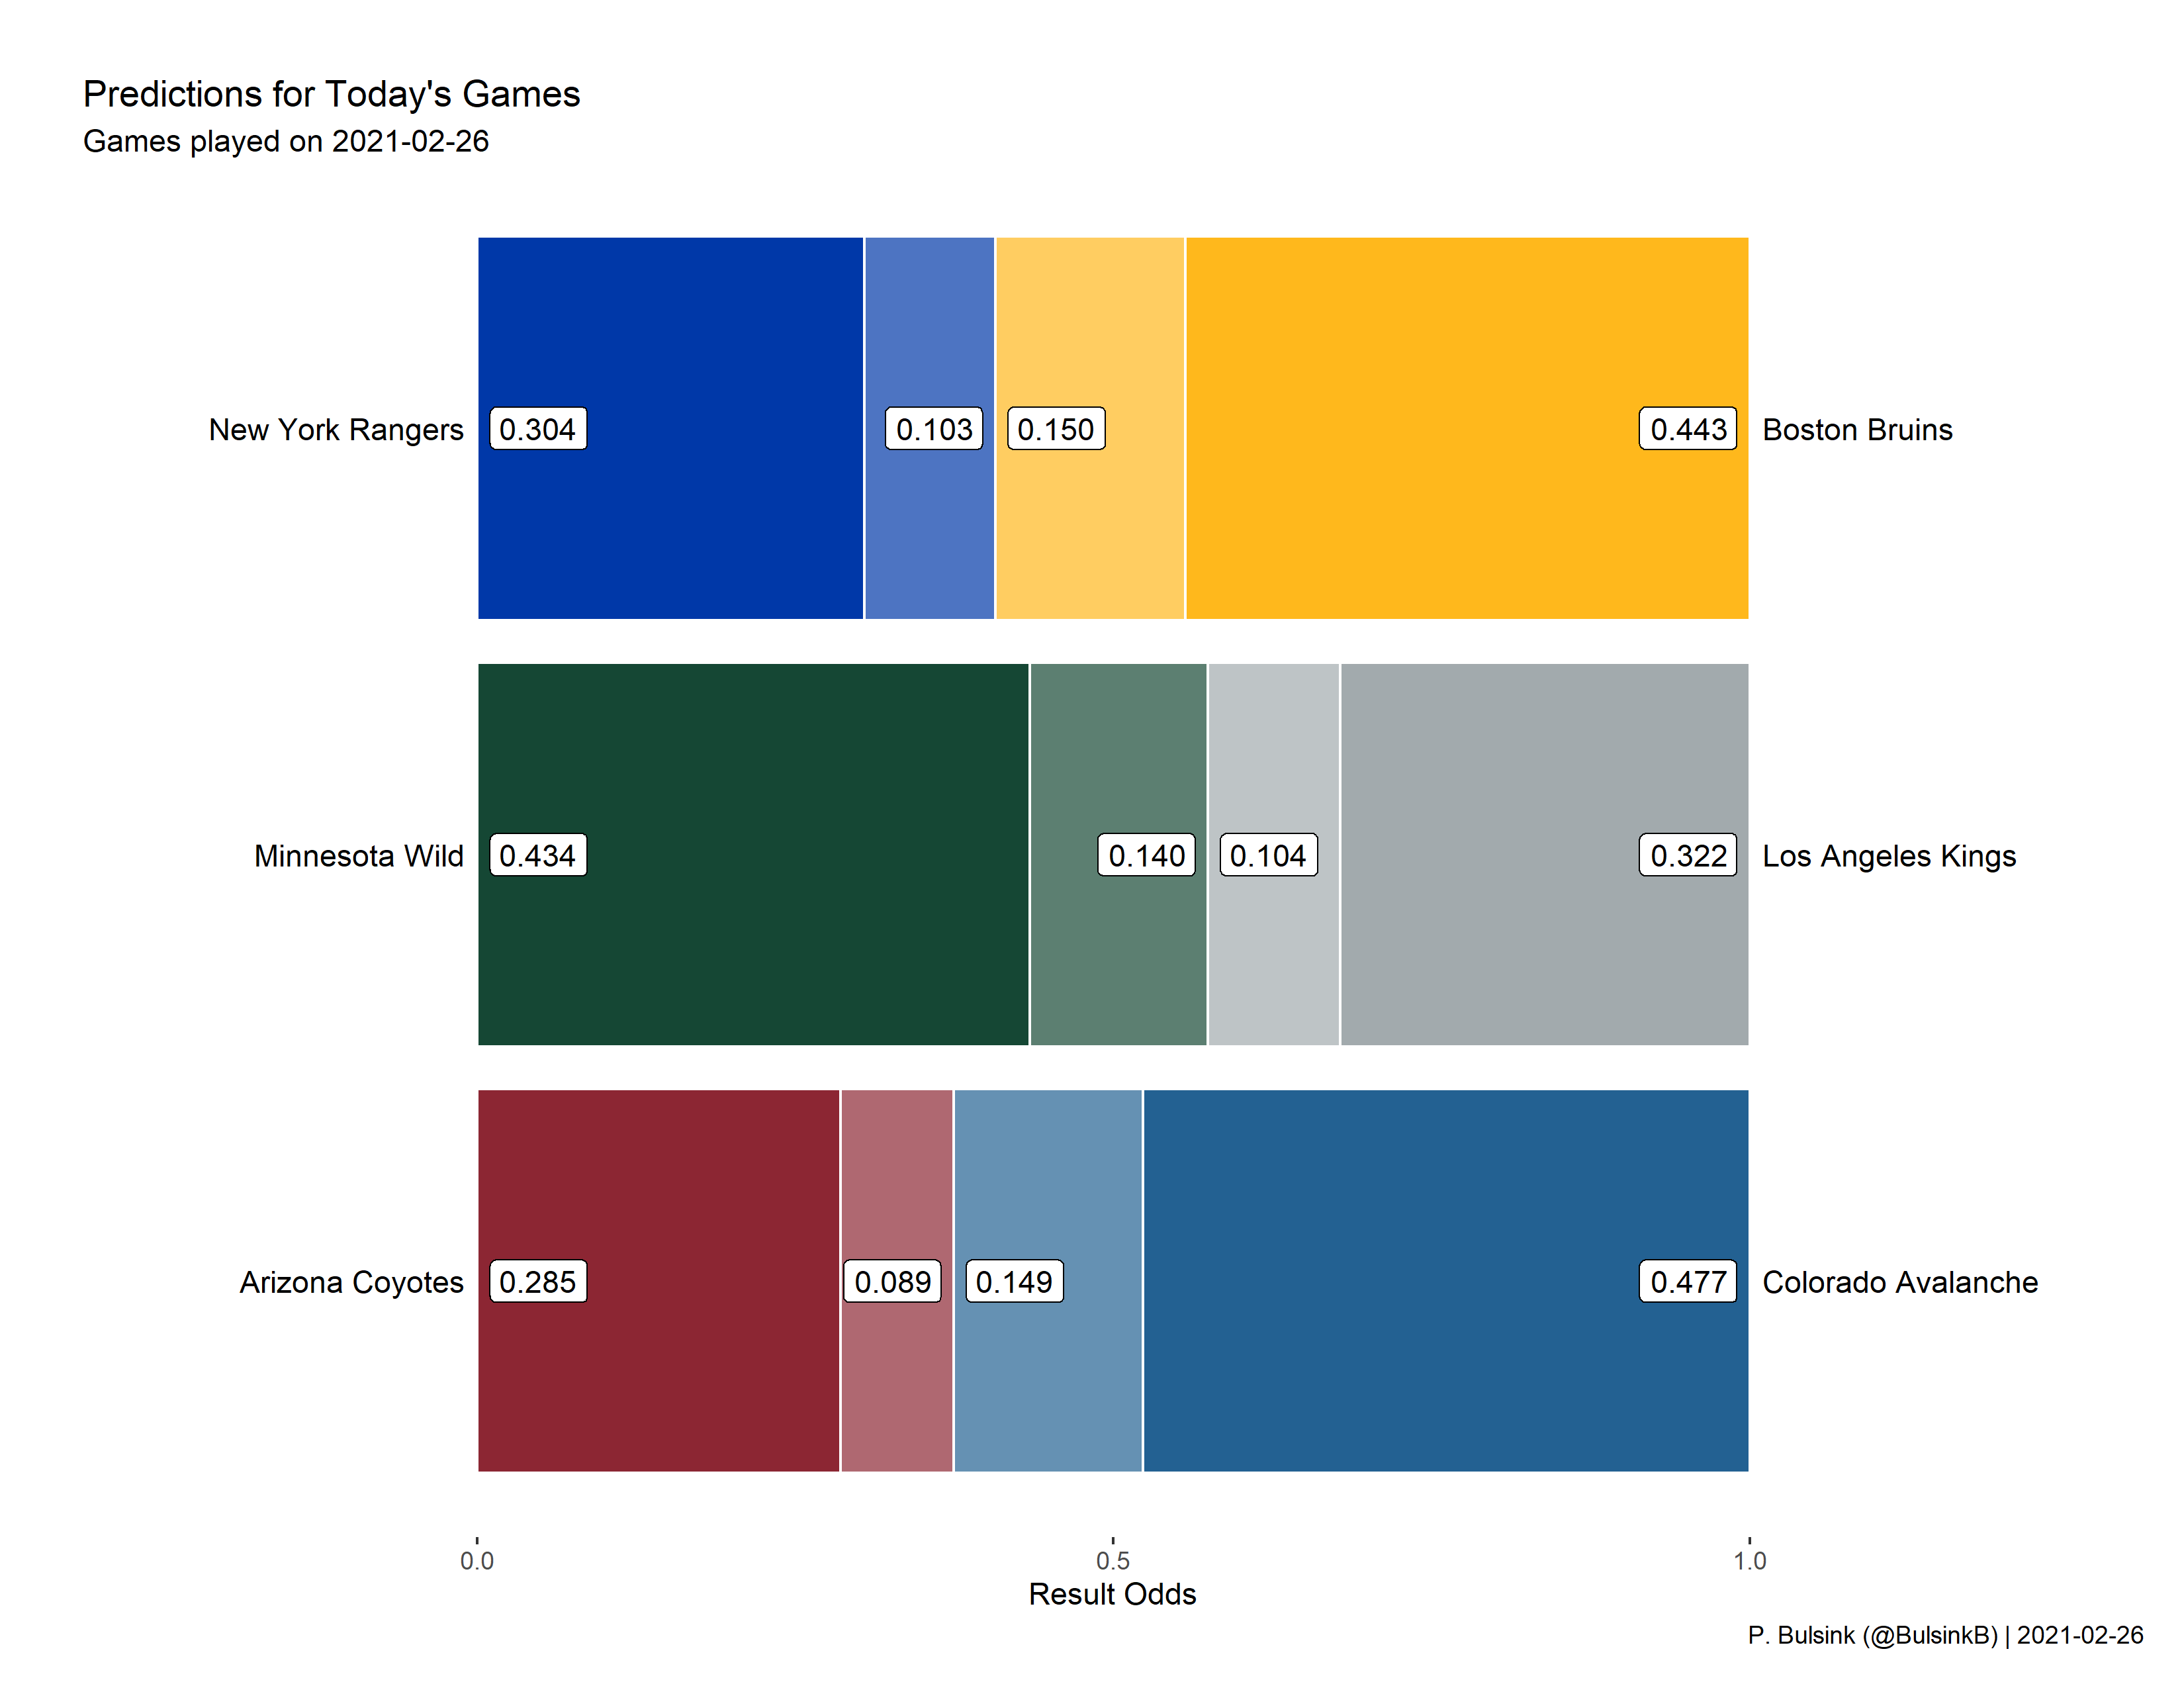 Predictions for Today's Games
Games played on 2021-02-26
New York Rangers 0.304 0.103 0.150 0.443 Boston Bruins
Minnesota Wild 0.434 0.140 0.104 0.322 Los Angeles Kings
Arizona Coyotes 0.285 0.089 0.149 0.477 Colorado Avalanche
0.0 0.5 1.0
Result Odds
P. Bulsink (@BulsinkB) | 2021-02-26